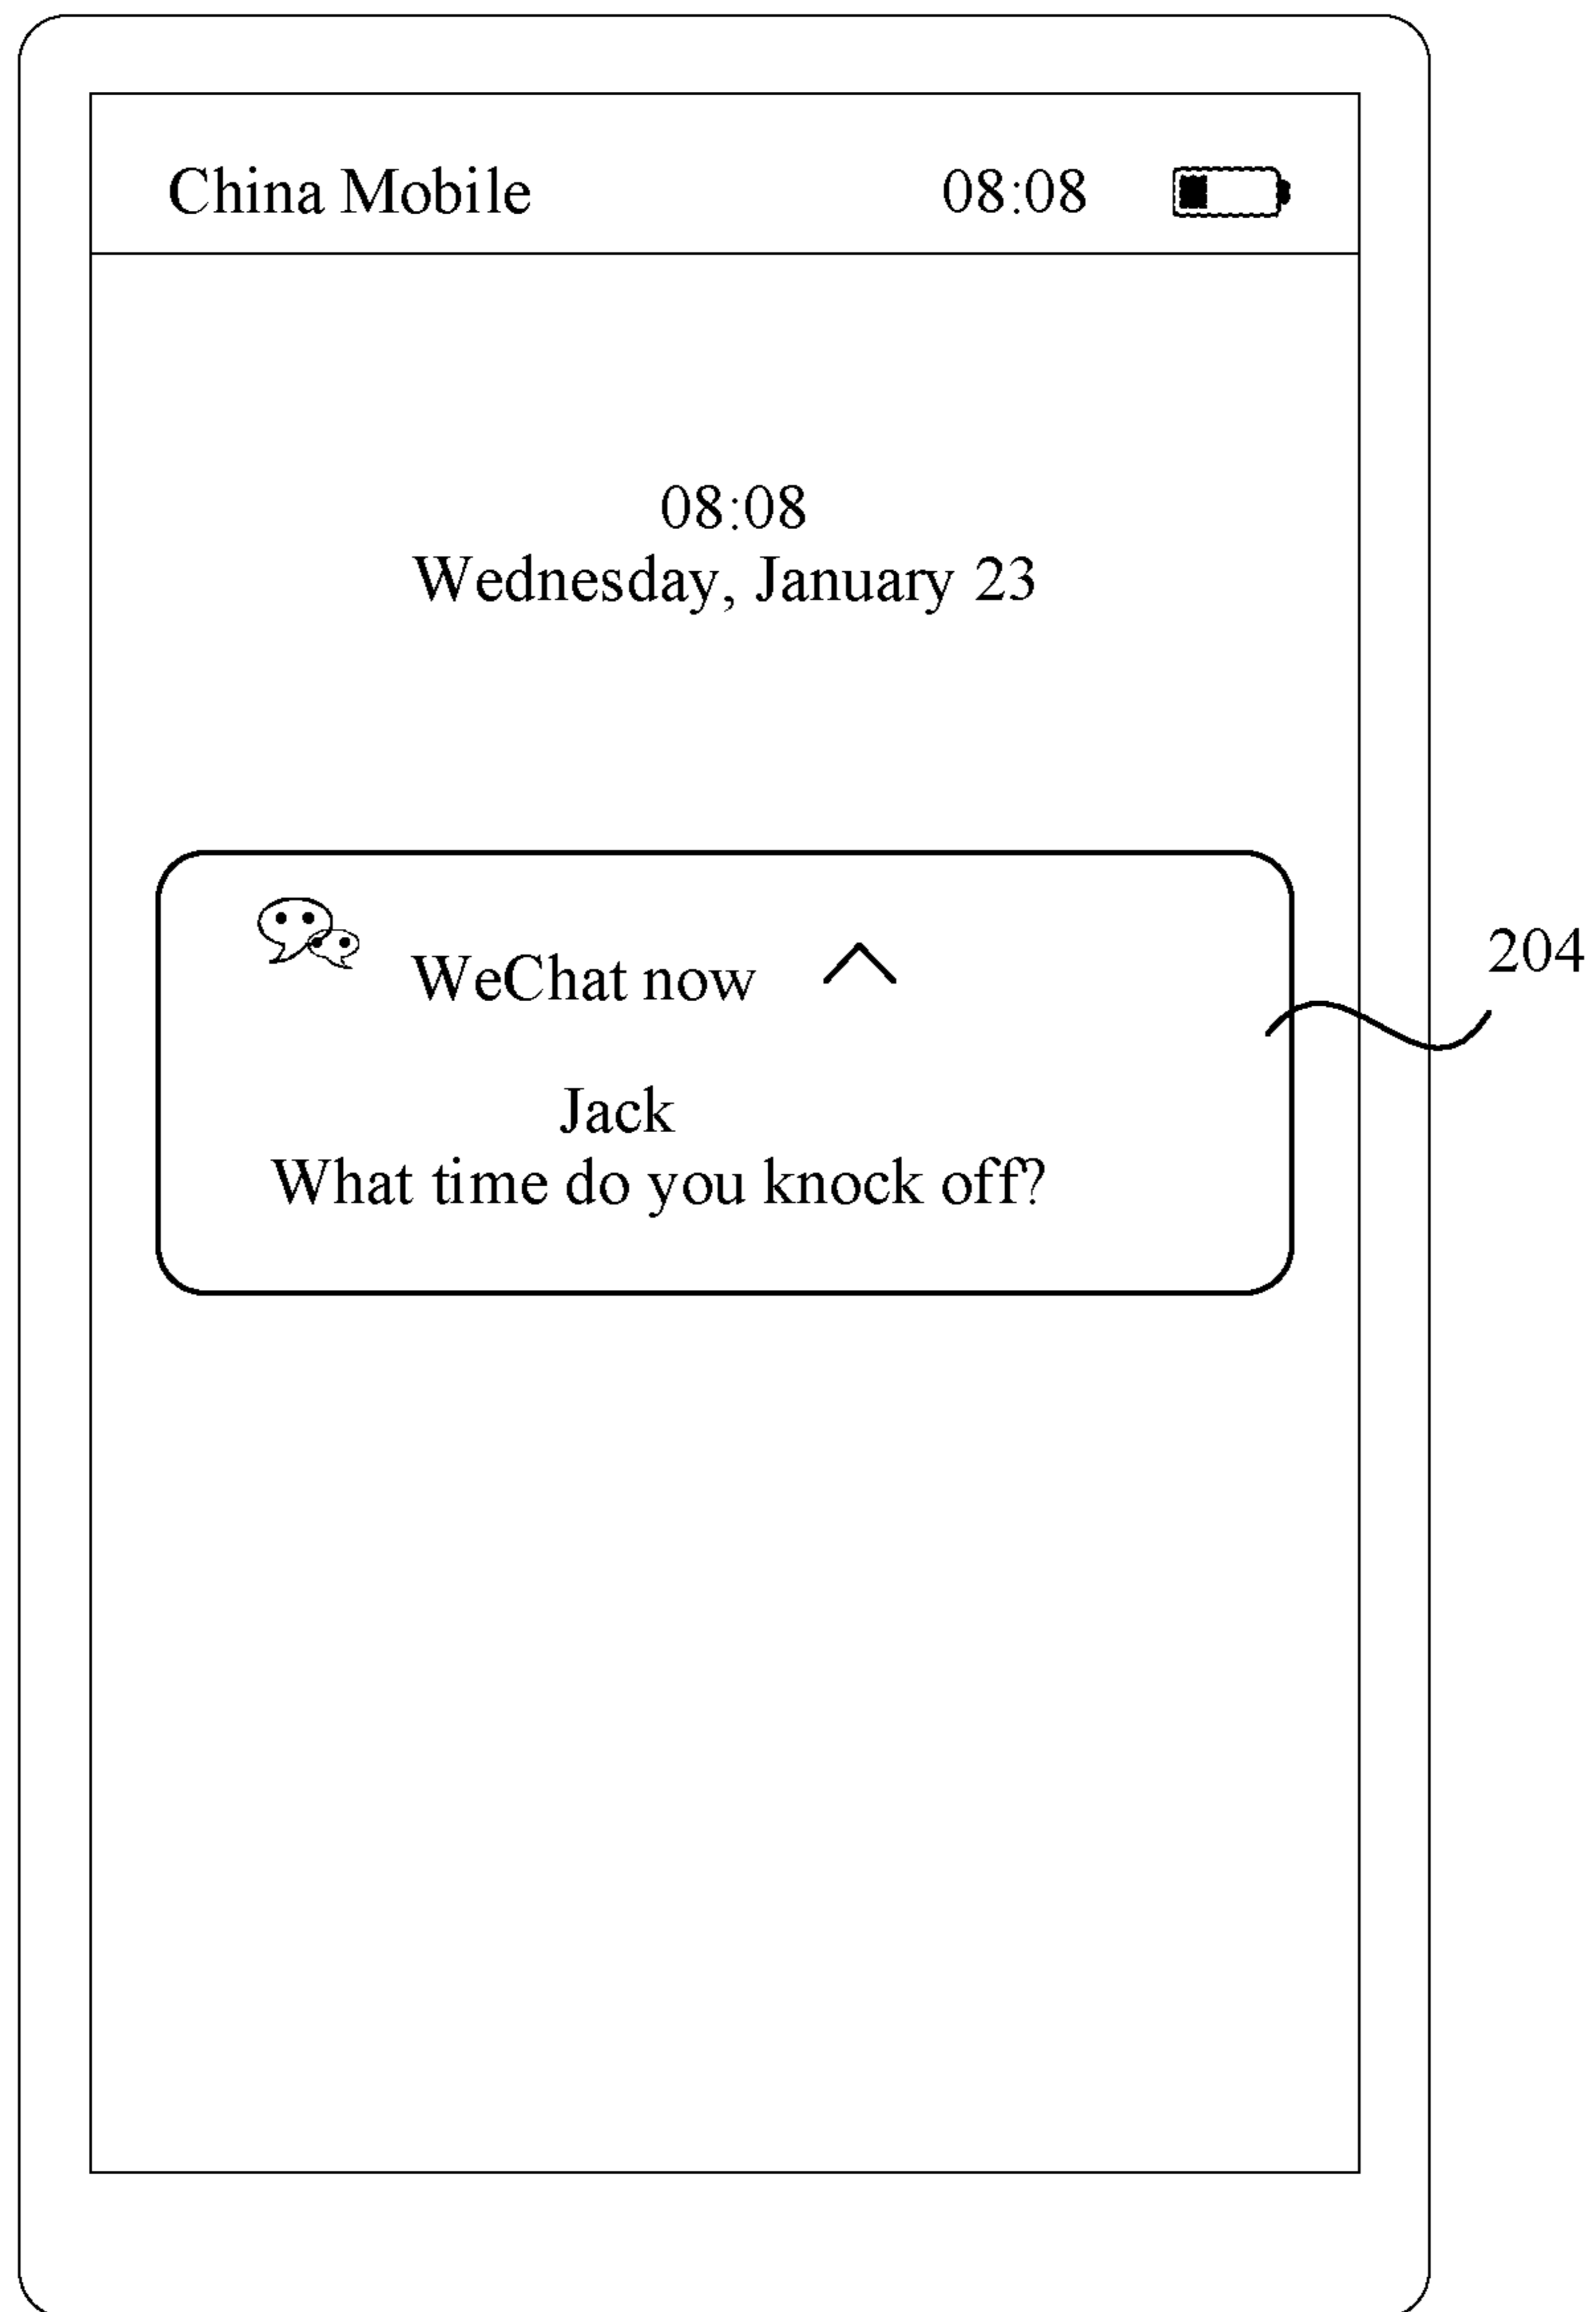 China Mobile 08:08
08:08
Wednesday, January 23
WeChat now
204
Jack
What time do you knock off?